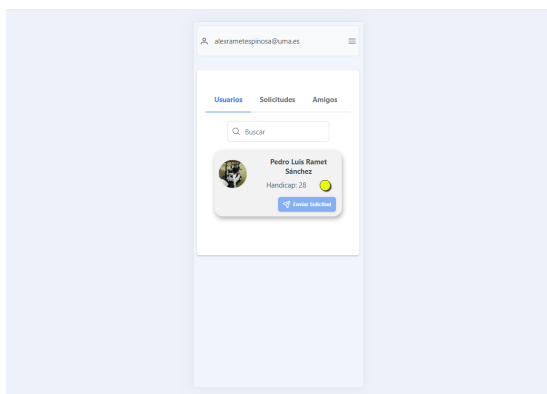 alexrametespinosa@uma.es
Usuarios Solicitudes Amigos
Buscar
Pedro Luis Ramet
Sánchez
Handicap: 28
Enviar Solicitud